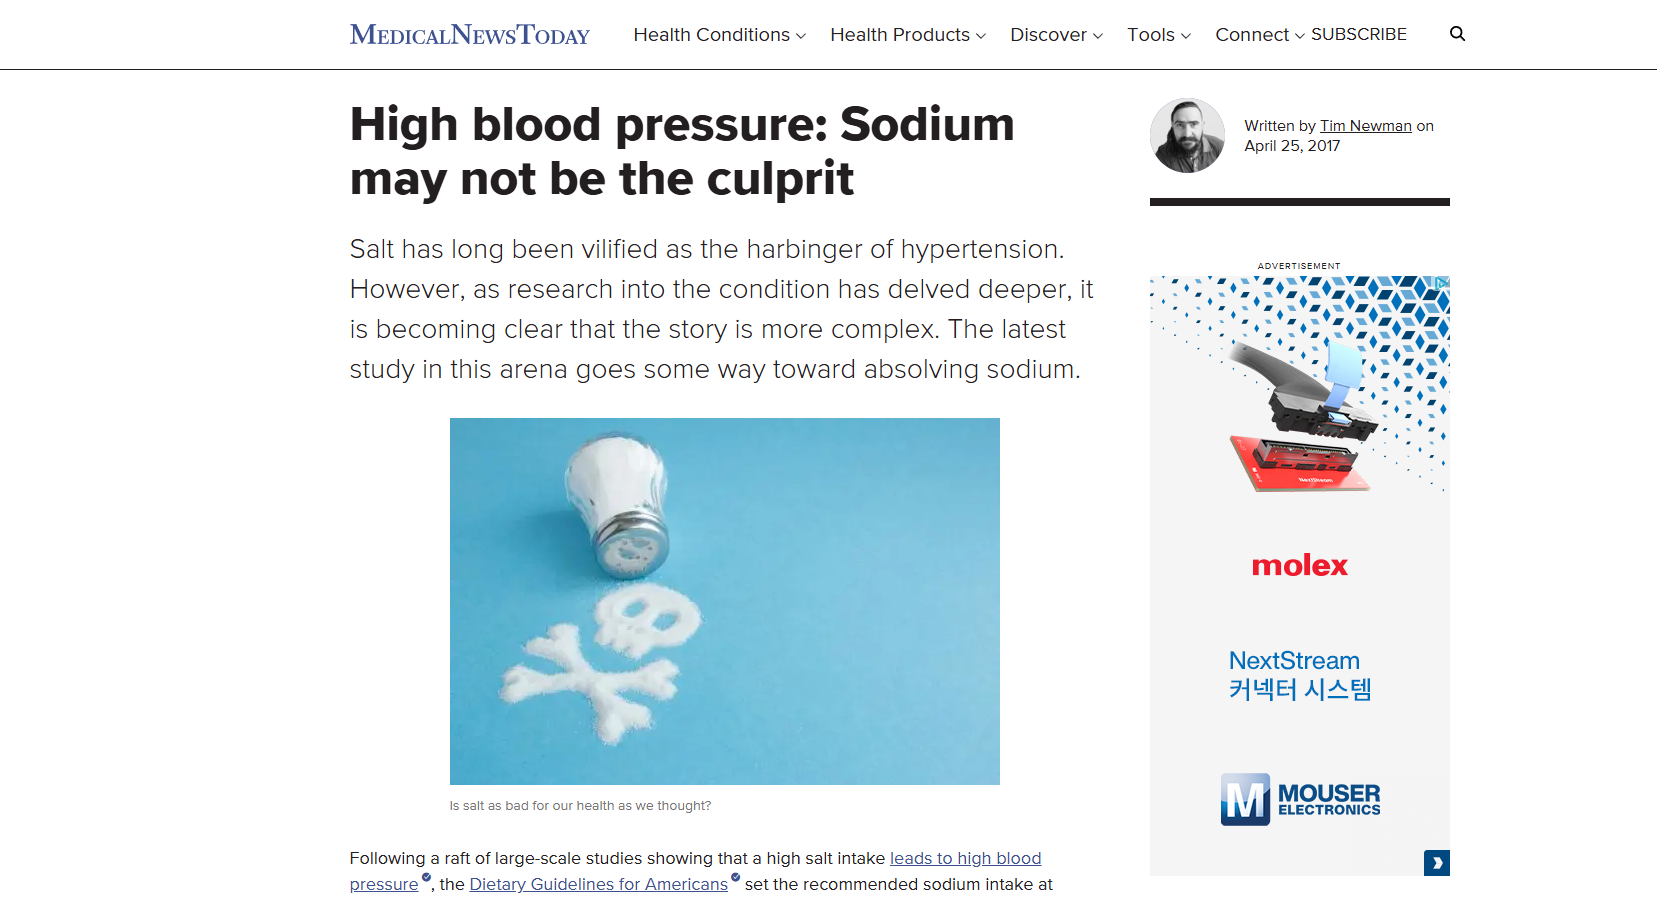 MEDICALNEWSTODAY
Health Conditions
Health Products
Discover
Tools
Connect
SUBSCRIBE
High blood pressure: Sodium
may not be the culprit
Salt has long been vilified as the harbinger of hypertension.
However, as research into the condition has delved deeper, it
is becoming clear that the story is more complex. The latest
study in this arena goes some way toward absolving sodium.
Is salt as bad for our health as we thought?
Following a raft of large-scale studies showing that a high salt intake leads to high blood
pressure, the Dietary Guidelines for Americans set the recommended sodium intake at
Written by Tim Newman on
April 25, 2017
ADVERTISEMENT
NextStream
molex
NextStream
커넥터 시스템
M MOUSER
ELECTRONICS